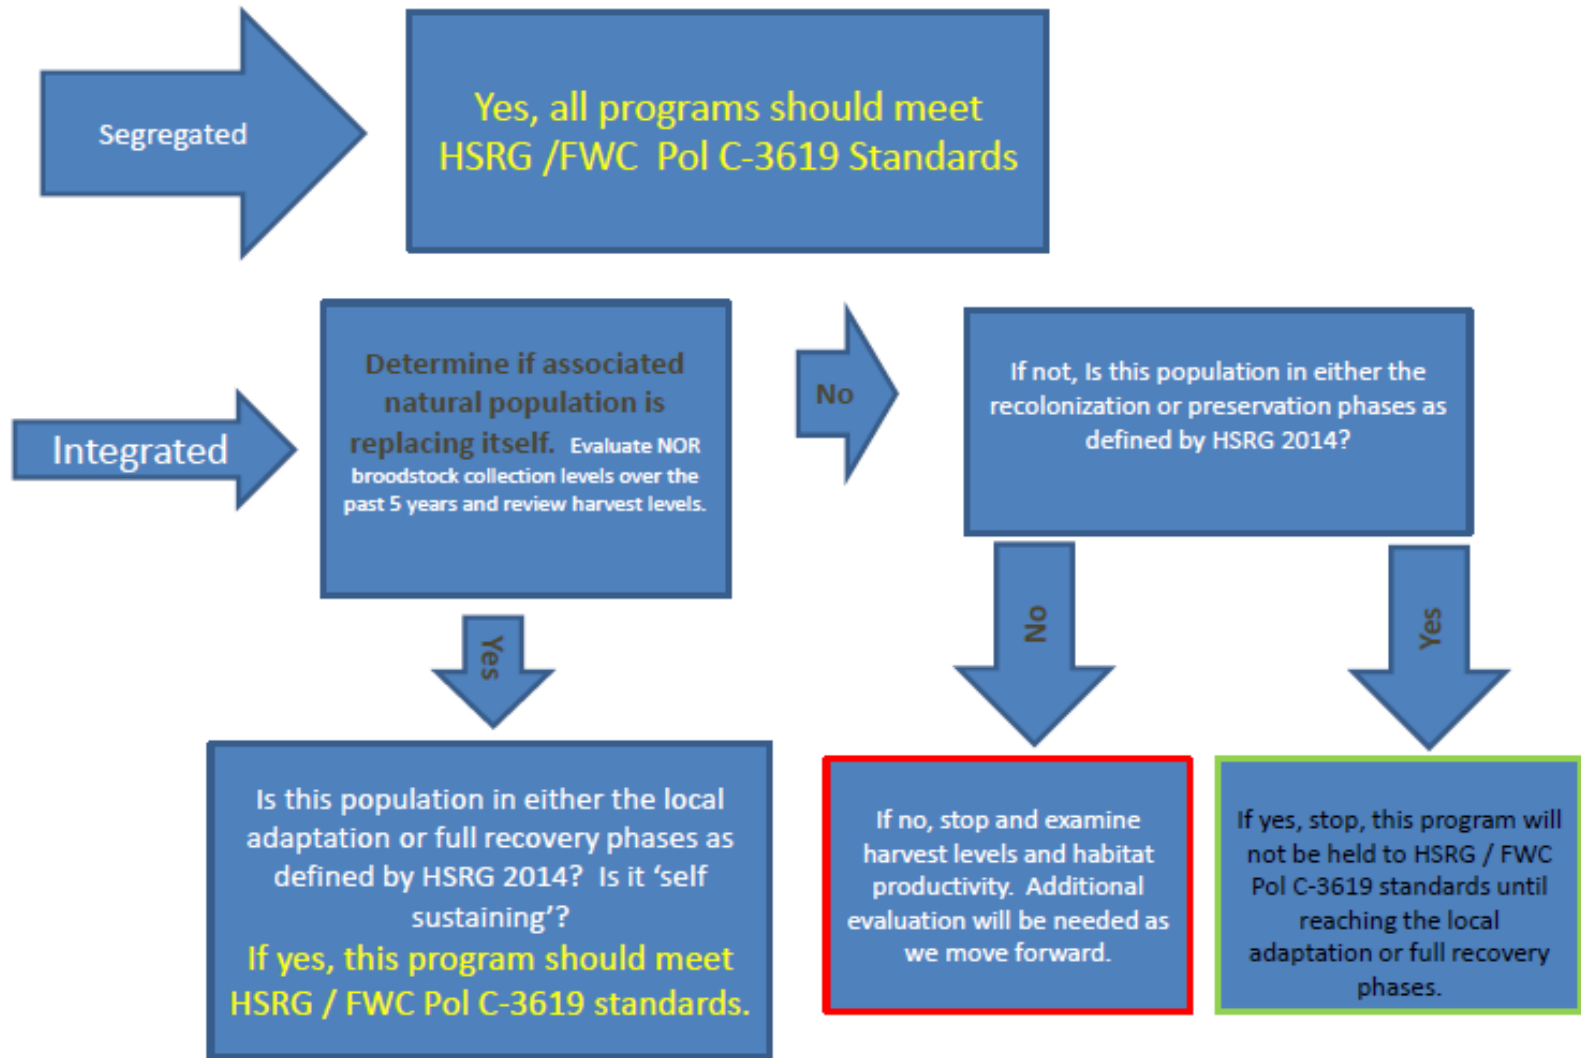 Segregated
Yes, all programs should meet
HSRG /FWC Pol C-3619 Standards
Integrated
Determine if associated
natural population is
replacing itself. Evaluate NOR
broodstock collection levels over the
past 5 years and review harvest levels.
No
If not, Is this population in either the
recolonization or preservation phases as
defined by HSRG 2014?
Yes
No
Yes
Is this population in either the local
adaptation or full recovery phases as
defined by HSRG 2014? Is it ‘self
sustaining’?
If yes, this program should meet
HSRG / FWC Pol C-3619 standards.
If no, stop and examine
harvest levels and habitat
productivity. Additional
evaluation will be needed as
we move forward.
If yes, stop, this program will
not be held to HSRG / FWC
Pol C-3619 standards until
reaching the local
adaptation or full recovery
phases.